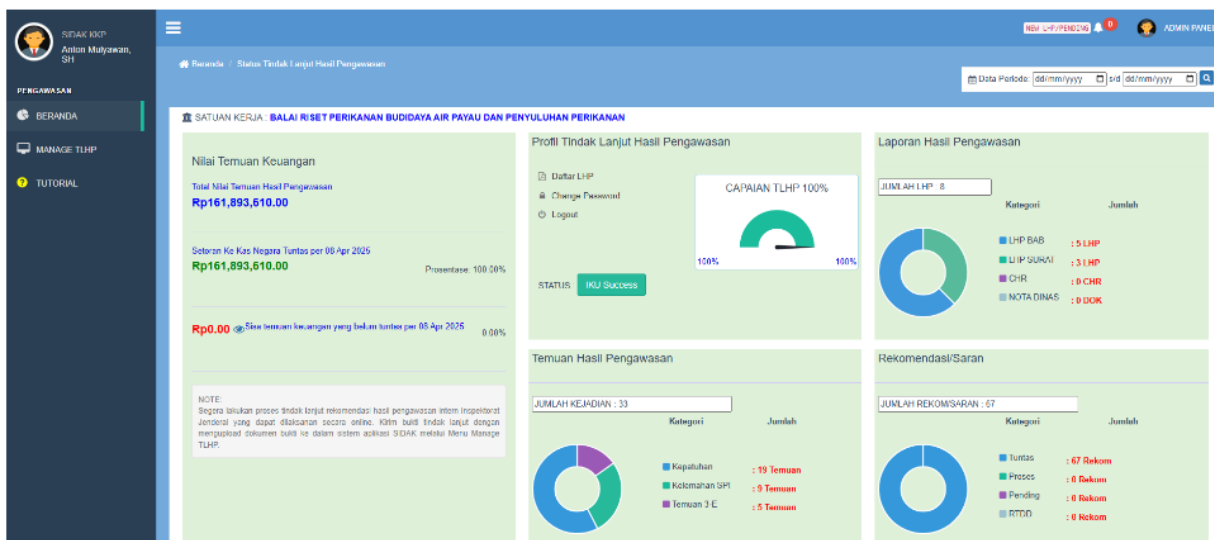 SIDAK KKP
Anton Mulyawan, SH
PENGAWASAN
BERANDA
MANAGE TLHP
TUTORIAL
NEW LHP/PENDING 0
ADMIN PANEL
Beranda / Status Tindak Lanjut Hasil Pengawasan
Data Periode: dd/mm/yyyy s/d dd/mm/yyyy
SATUAN KERJA : BALAI RISET PERIKANAN BUDIDAYA AIR PAYAU DAN PENYULUHAN PERIKANAN
Nilai Temuan Keuangan
Total Nilai Temuan Hasil Pengawasan
Rp161,893,610.00
Setoran Ke Kas Negara Tuntas per 08 Apr 2025
Rp161,893,610.00
Prosentase: 100.00%
Rp0.00 Sisa temuan keuangan yang belum tuntas per 08 Apr 2025
0.00%
NOTE:
Segera lakukan proses tindak lanjut rekomendasi hasil pengawasan intern Inspektorat
Jenderal yang dapat dilaksanan secara online. Kirim bukti tindak lanjut dengan
mengupload dokumen bukti ke dalam sistem aplikasi SIDAK melalui Menu Manage
TLHP.
Profil Tindak Lanjut Hasil Pengawasan
Daftar LHP
Change Password
Logout
CAPAIAN TLHP 100%
100% 100%
STATUS IKU Success
Laporan Hasil Pengawasan
JUMLAH LHP : 8
Kategori Jumlah
LHP BAB : 5 LHP
LHP SURAT : 3 LHP
CHR : 0 CHR
NOTA DINAS : 0 DOK
Temuan Hasil Pengawasan
JUMLAH KEJADIAN : 33
Kategori Jumlah
Kepatuhan : 19 Temuan
Kelemahan SPI : 9 Temuan
Temuan 3-E : 5 Temuan
Rekomendasi/Saran
JUMLAH REKOM/SARAN : 67
Kategori Jumlah
Tuntas : 67 Rekom
Proses : 0 Rekom
Pending : 0 Rekom
RTDD : 0 Rekom